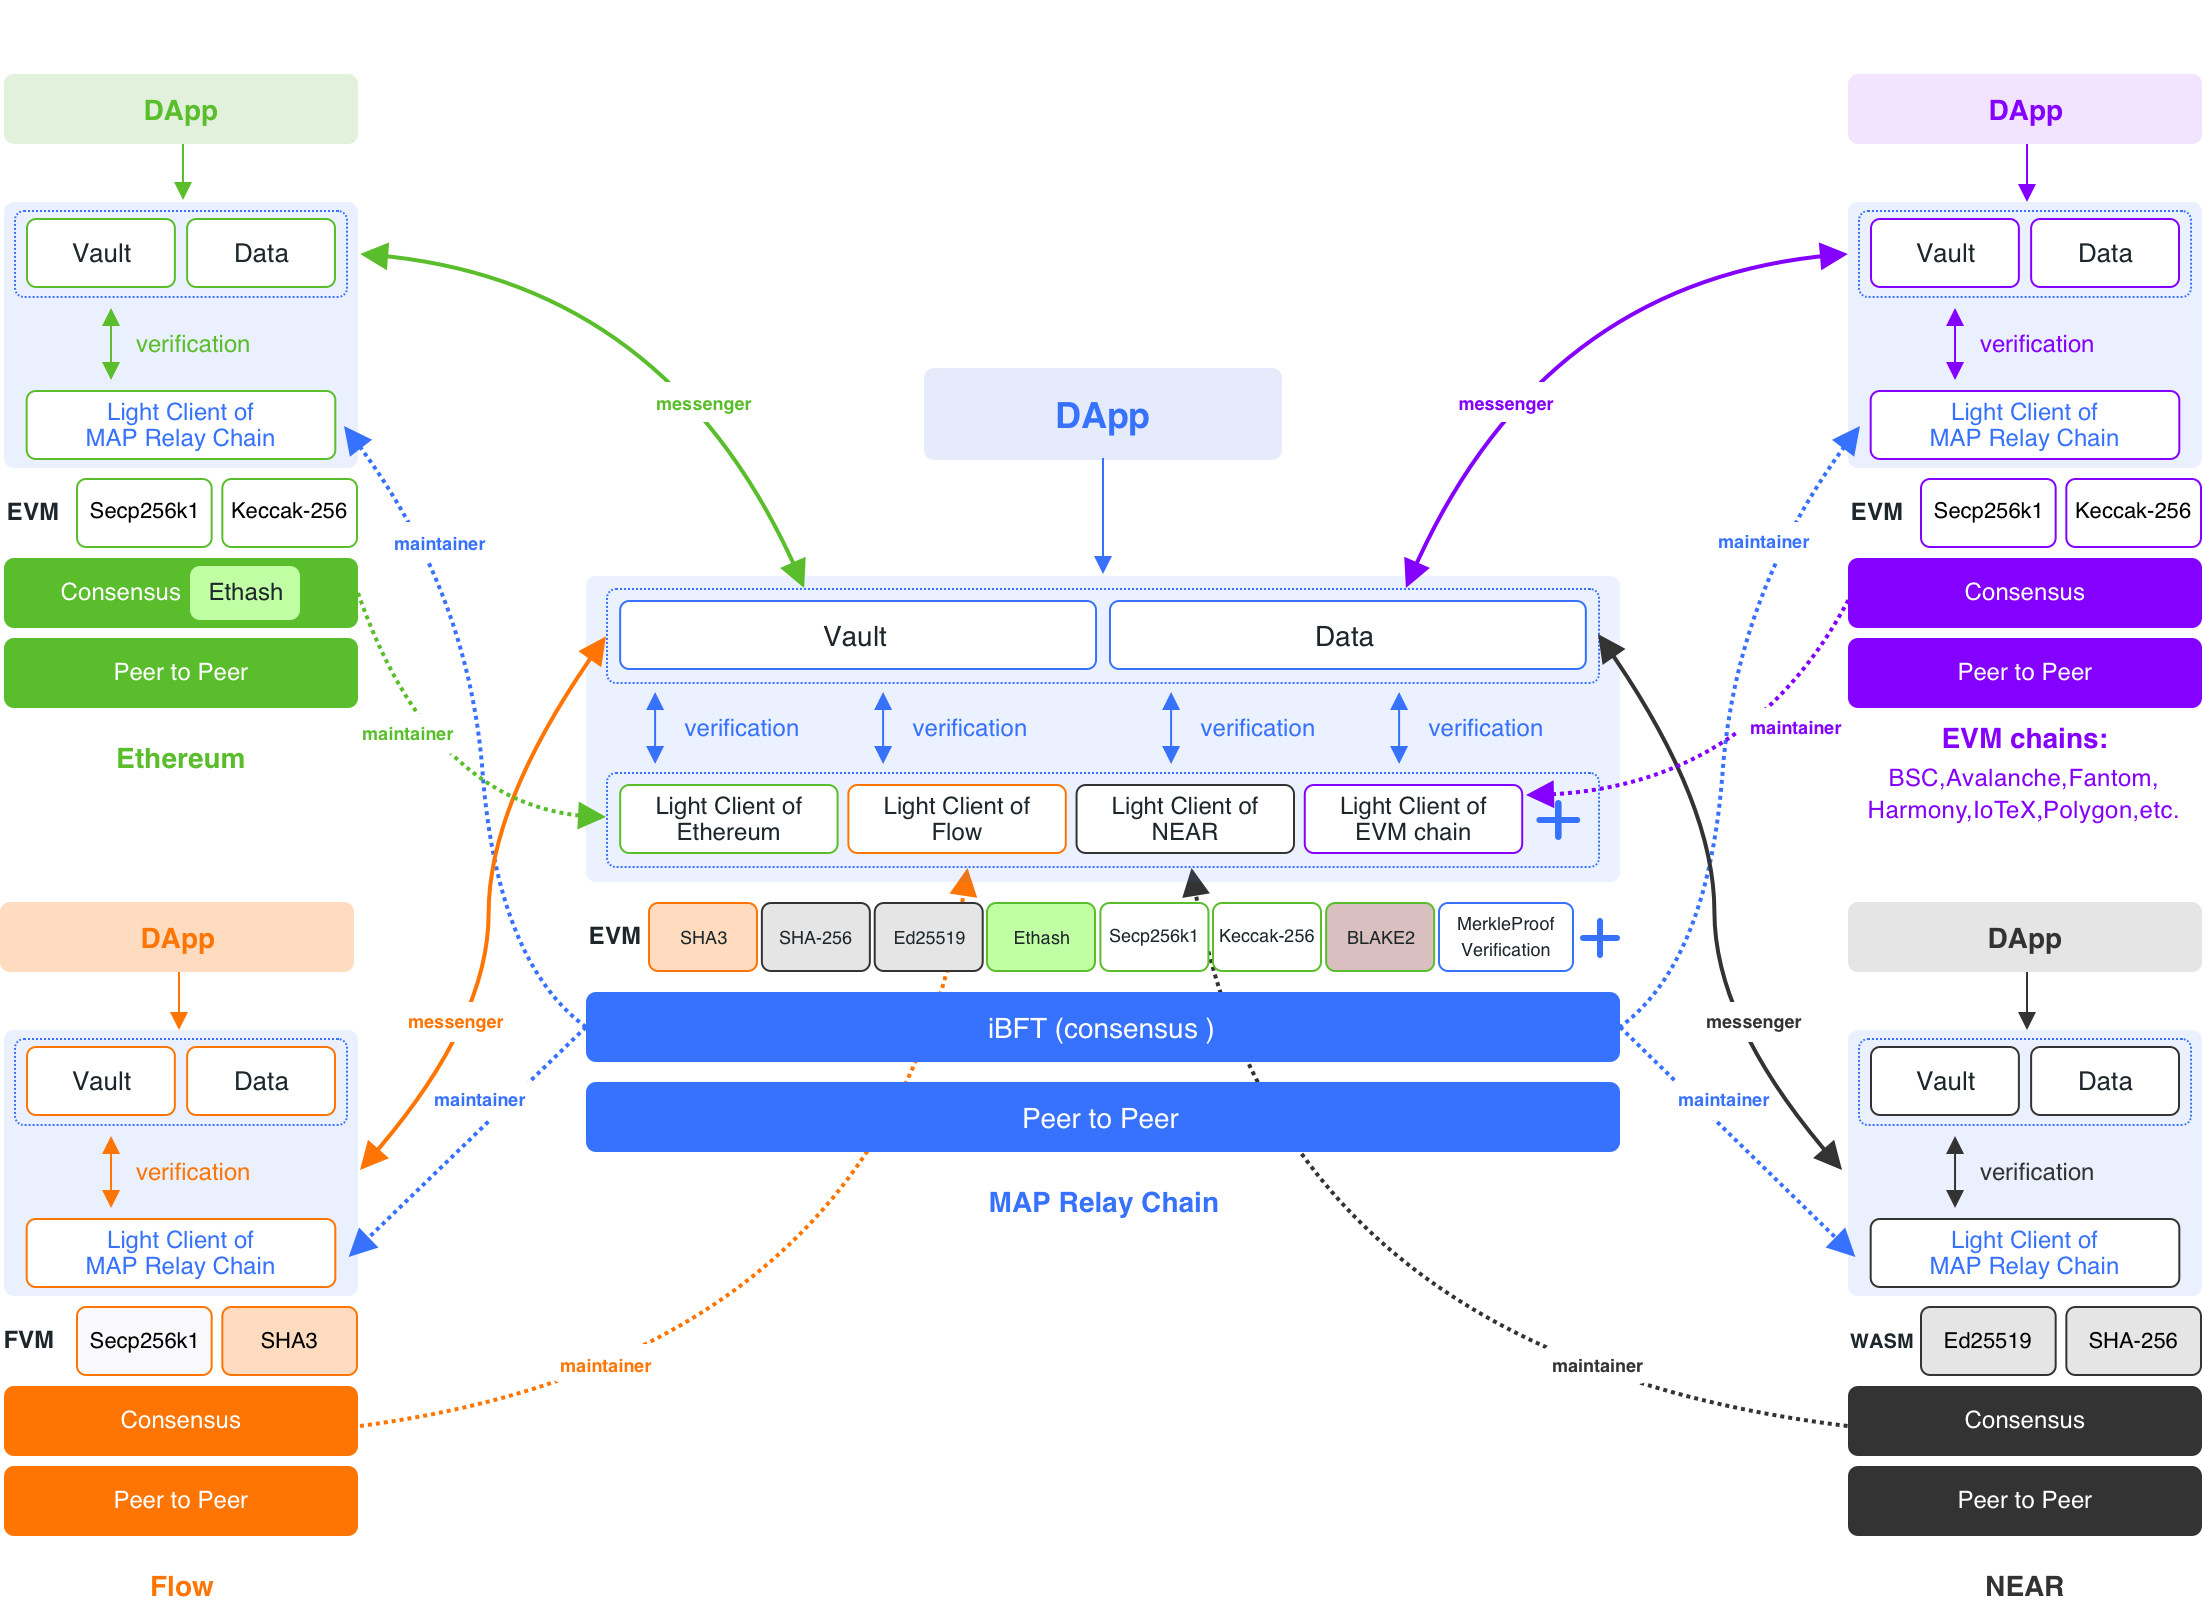 DApp
Vault
Data
verification
Light Client of
MAP Relay Chain
EVM
Secp256k1
Keccak-256
Consensus
Ethash
Peer to Peer
Ethereum
messenger
maintainer
maintainer
DApp
Vault
Data
verification
Light Client of
MAP Relay Chain
FVM
Secp256k1
SHA3
Consensus
Peer to Peer
Flow
messenger
maintainer
maintainer
DApp
Vault
Data
verification
verification
verification
verification
Light Client of
Ethereum
Light Client of
Flow
Light Client of
NEAR
Light Client of
EVM chain
EVM
SHA3
SHA-256
Ed25519
Ethash
Secp256k1
Keccak-256
BLAKE2
MerkleProof
Verification
iBFT (consensus )
Peer to Peer
MAP Relay Chain
messenger
maintainer
maintainer
DApp
Vault
Data
verification
Light Client of
MAP Relay Chain
EVM
Secp256k1
Keccak-256
Consensus
Peer to Peer
EVM chains:
BSC,Avalanche,Fantom,
Harmony,IoTeX,Polygon,etc.
messenger
maintainer
maintainer
DApp
Vault
Data
verification
Light Client of
MAP Relay Chain
WASM
Ed25519
SHA-256
Consensus
Peer to Peer
NEAR